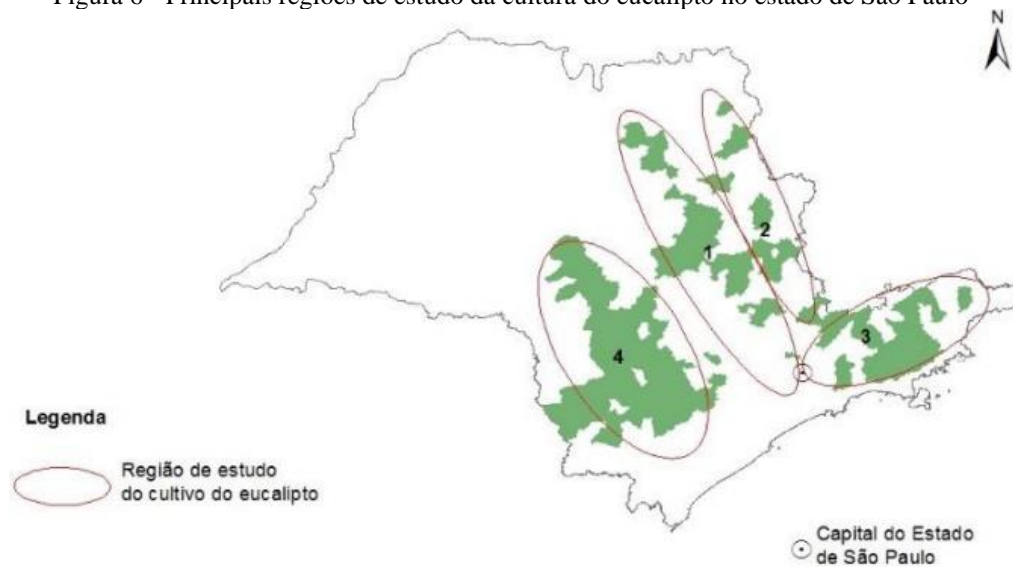 Figura 6 - Principais regiões de estudo da cultura do eucalipto no estado de São Paulo
N
1
2
3
4
Legenda
Região de estudo
do cultivo do eucalipto
Capital do Estado
de São Paulo